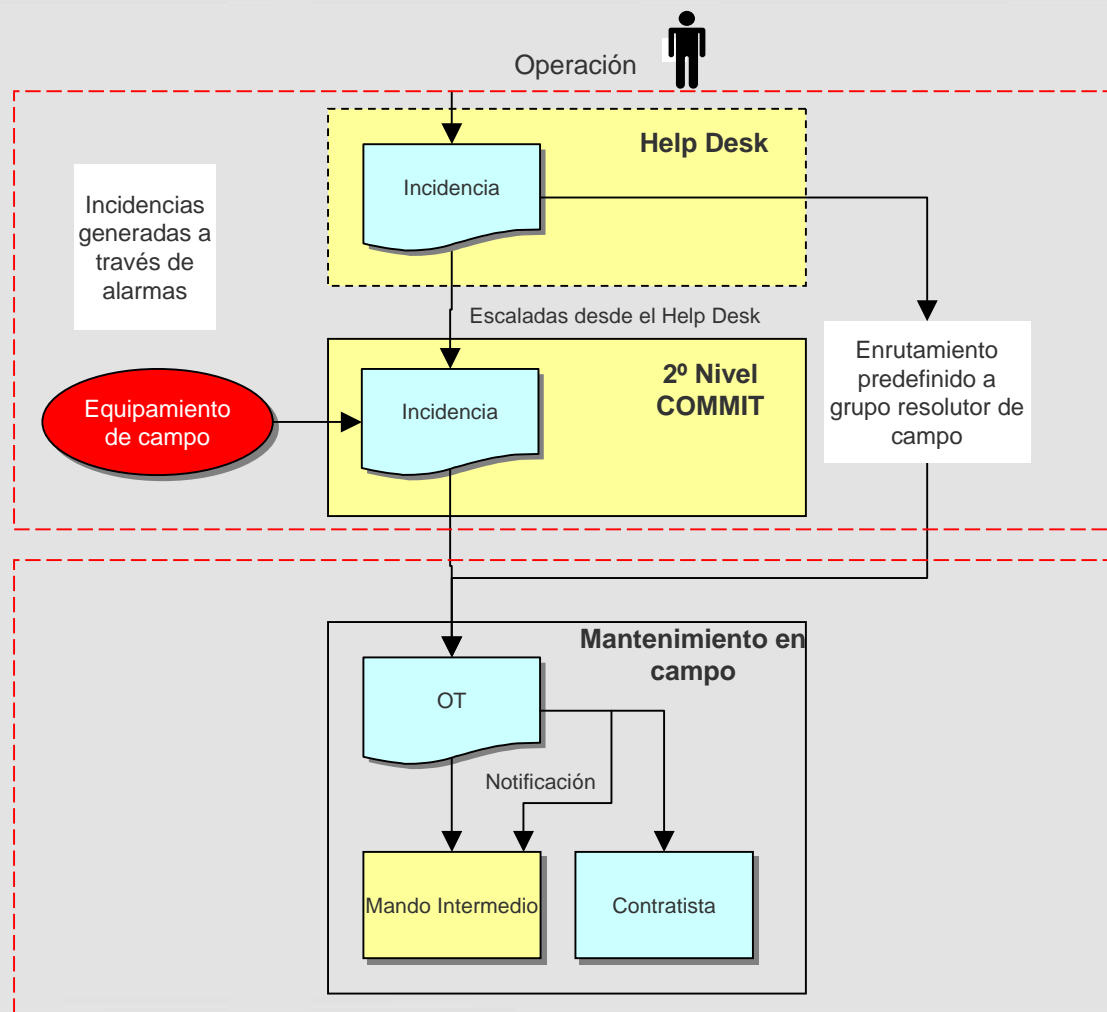 Operación
Help Desk
Incidencia
Incidencias
generadas a
través de
alarmas
Escaladas desde el Help Desk
Enrutamiento
predefinido a
grupo resolutor de
campo
2º Nivel
COMMIT
Incidencia
Equipamiento
de campo
Mantenimiento en
campo
OT
Notificación
Mando Intermedio
Contratista